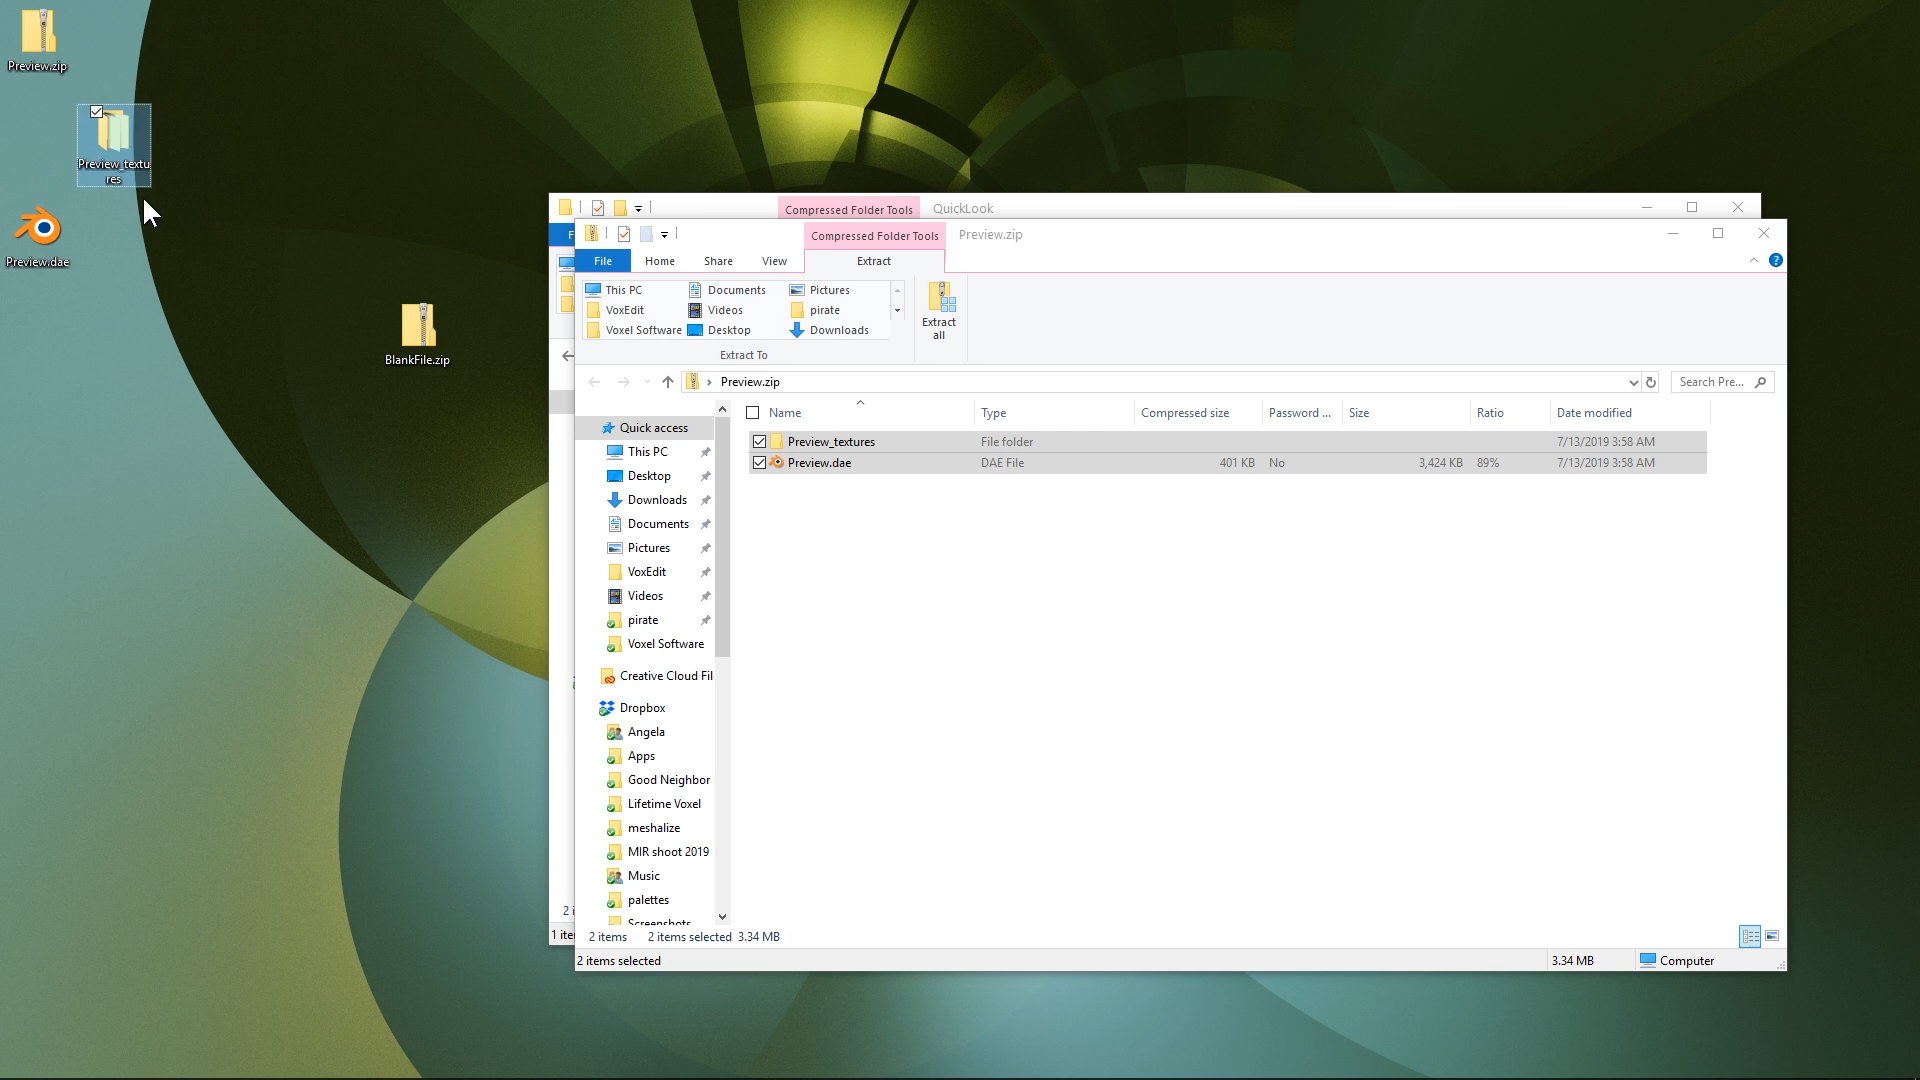 Preview.zip
Preview_textu
res
Preview.dae
BlankFile.zip
Compressed Folder Tools QuickLook
F
Compressed Folder Tools Preview.zip
File Home Share View Extract
This PC Documents Pictures
VoxEdit Videos pirate
Voxel Software Desktop Downloads
Extract
all
Extract To
Preview.zip Search Pre...
Name Type Compressed size Password ... Size Ratio Date modified
Preview_textures File folder 7/13/2019 3:58 AM
Preview.dae DAE File 401 KB No 3,424 KB 89% 7/13/2019 3:58 AM
Quick access
This PC
Desktop
Downloads
Documents
Pictures
VoxEdit
Videos
pirate
Voxel Software
Creative Cloud Fil
Dropbox
Angela
Apps
Good Neighbor
Lifetime Voxel
meshalize
MIR shoot 2019
Music
palettes
Screenshots
2 i
1 ite
2 items 2 items selected 3.34 MB
2 items selected 3.34 MB Computer